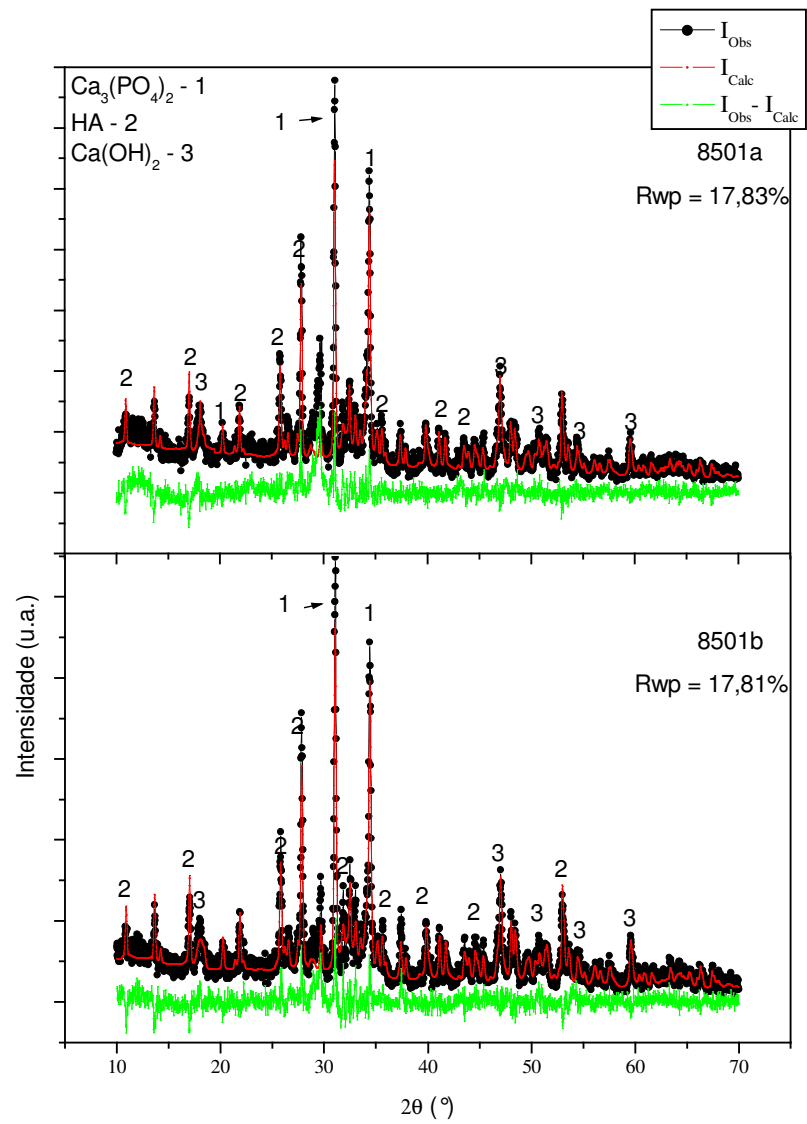 I_Obs
I_Calc
I_Obs - I_Calc
Ca₃(PO₄)₂ - 1
HA - 2
Ca(OH)₂ - 3
8501a
Rwp = 17,83%
1
1
2
2
2
2
3
1
2
3
2
2
2
3
3
3
8501b
Rwp = 17,81%
1
1
2
2
2
2
2
3
3
2
2
2
2
3
3
3
Intensidade (u.a.)
10 20 30 40 50 60 70
2θ (°)